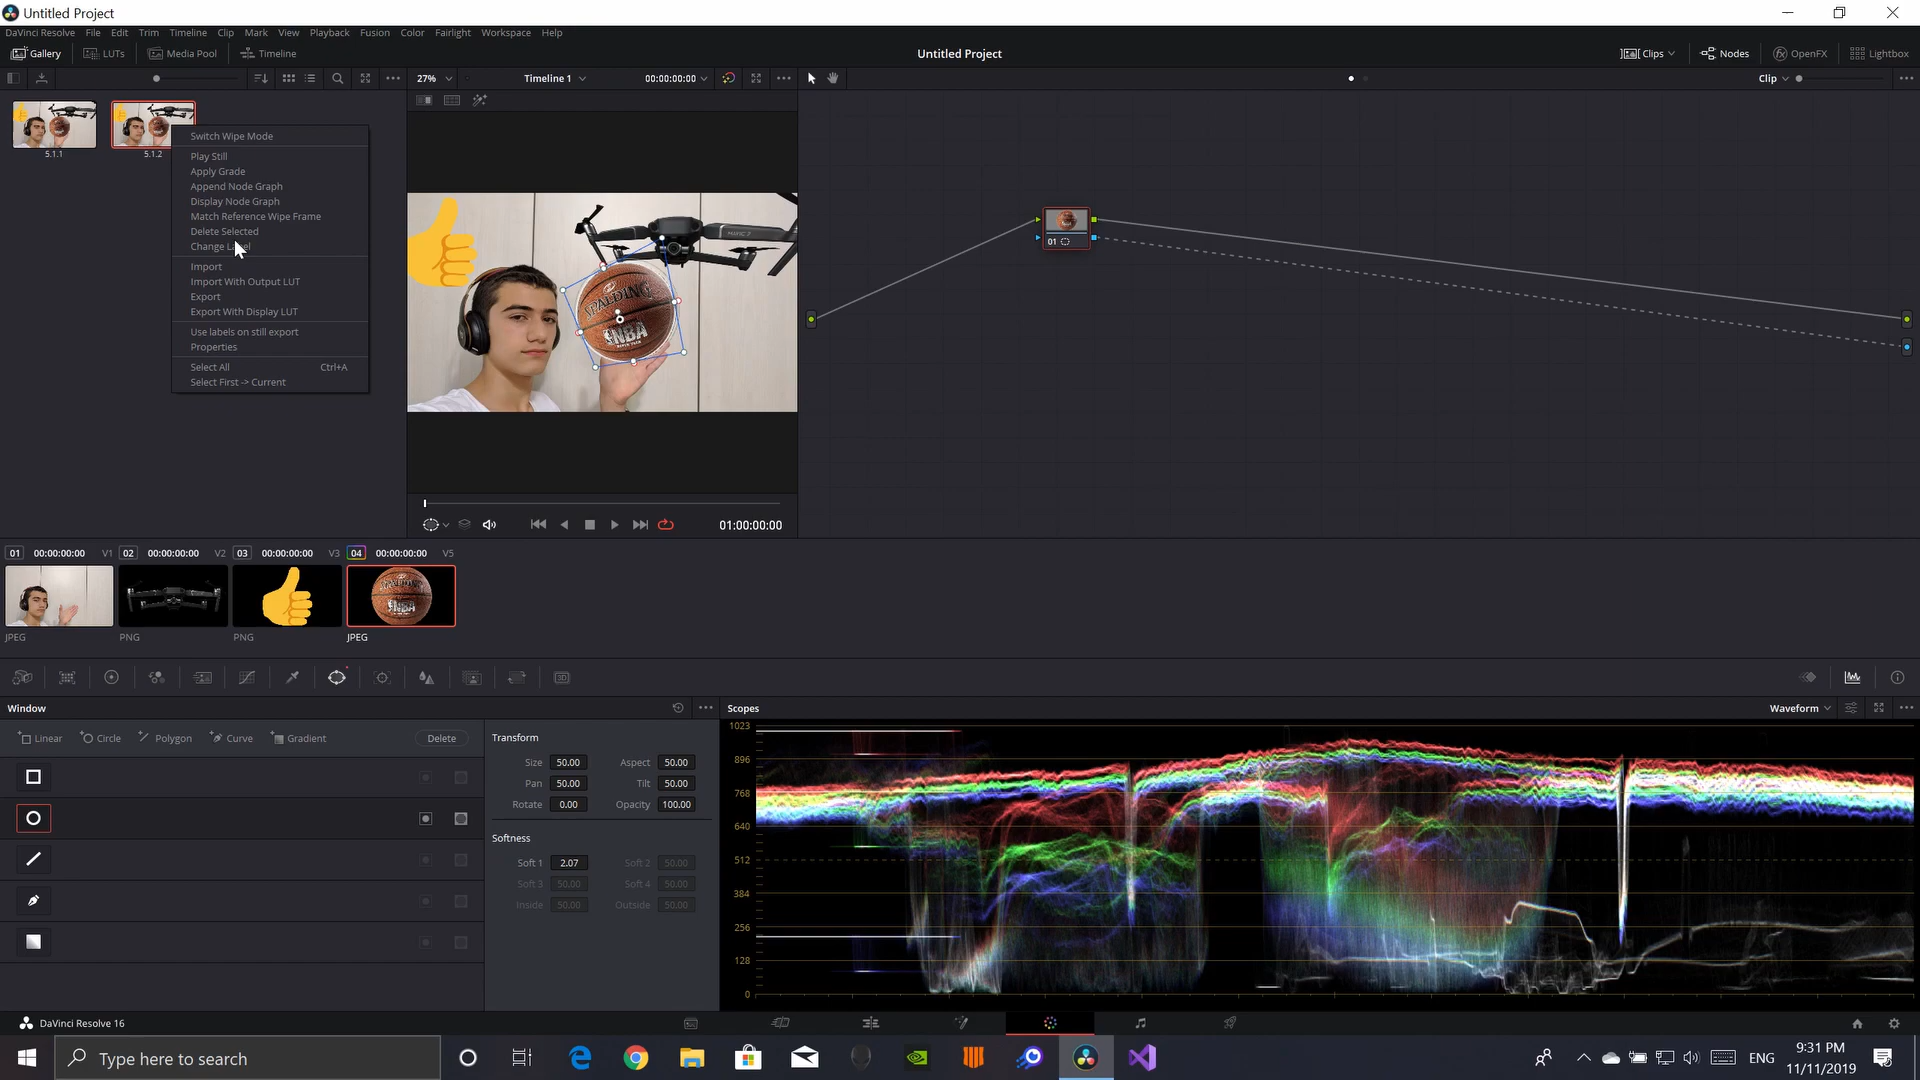 Untitled Project
DaVinci Resolve File Edit Trim Timeline Clip Mark View Playback Fusion Color Fairlight Workspace Help
Gallery LUTs Media Pool Timeline Untitled Project Clips Nodes OpenFX Lightbox
27% Timeline 1 00:00:00:00 Clip
5.1.1 5.1.2
Switch Wipe Mode
Play Still
Apply Grade
Append Node Graph
Display Node Graph
Match Reference Wipe Frame
Delete Selected
Change Label
Import
Import With Output LUT
Export
Export With Display LUT
Use labels on still export
Properties
Select All Ctrl+A
Select First -> Current
SPALDING
NBA
01
01:00:00:00
01 00:00:00:00 V1 02 00:00:00:00 V2 03 00:00:00:00 V3 04 00:00:00:00 V5
SPALDING
NBA
JPEG PNG PNG JPEG
3D
Window Scopes Waveform
Linear Circle Polygon Curve Gradient Delete
Transform
Size 50.00 Aspect 50.00
Pan 50.00 Tilt 50.00
Rotate 0.00 Opacity 100.00
Softness
Soft 1 2.07 Soft 2 50.00
Soft 3 50.00 Soft 4 50.00
Inside 50.00 Outside 50.00
1023
896
768
640
512
384
256
128
0
DaVinci Resolve 16
Type here to search
ENG
9:31 PM
11/11/2019